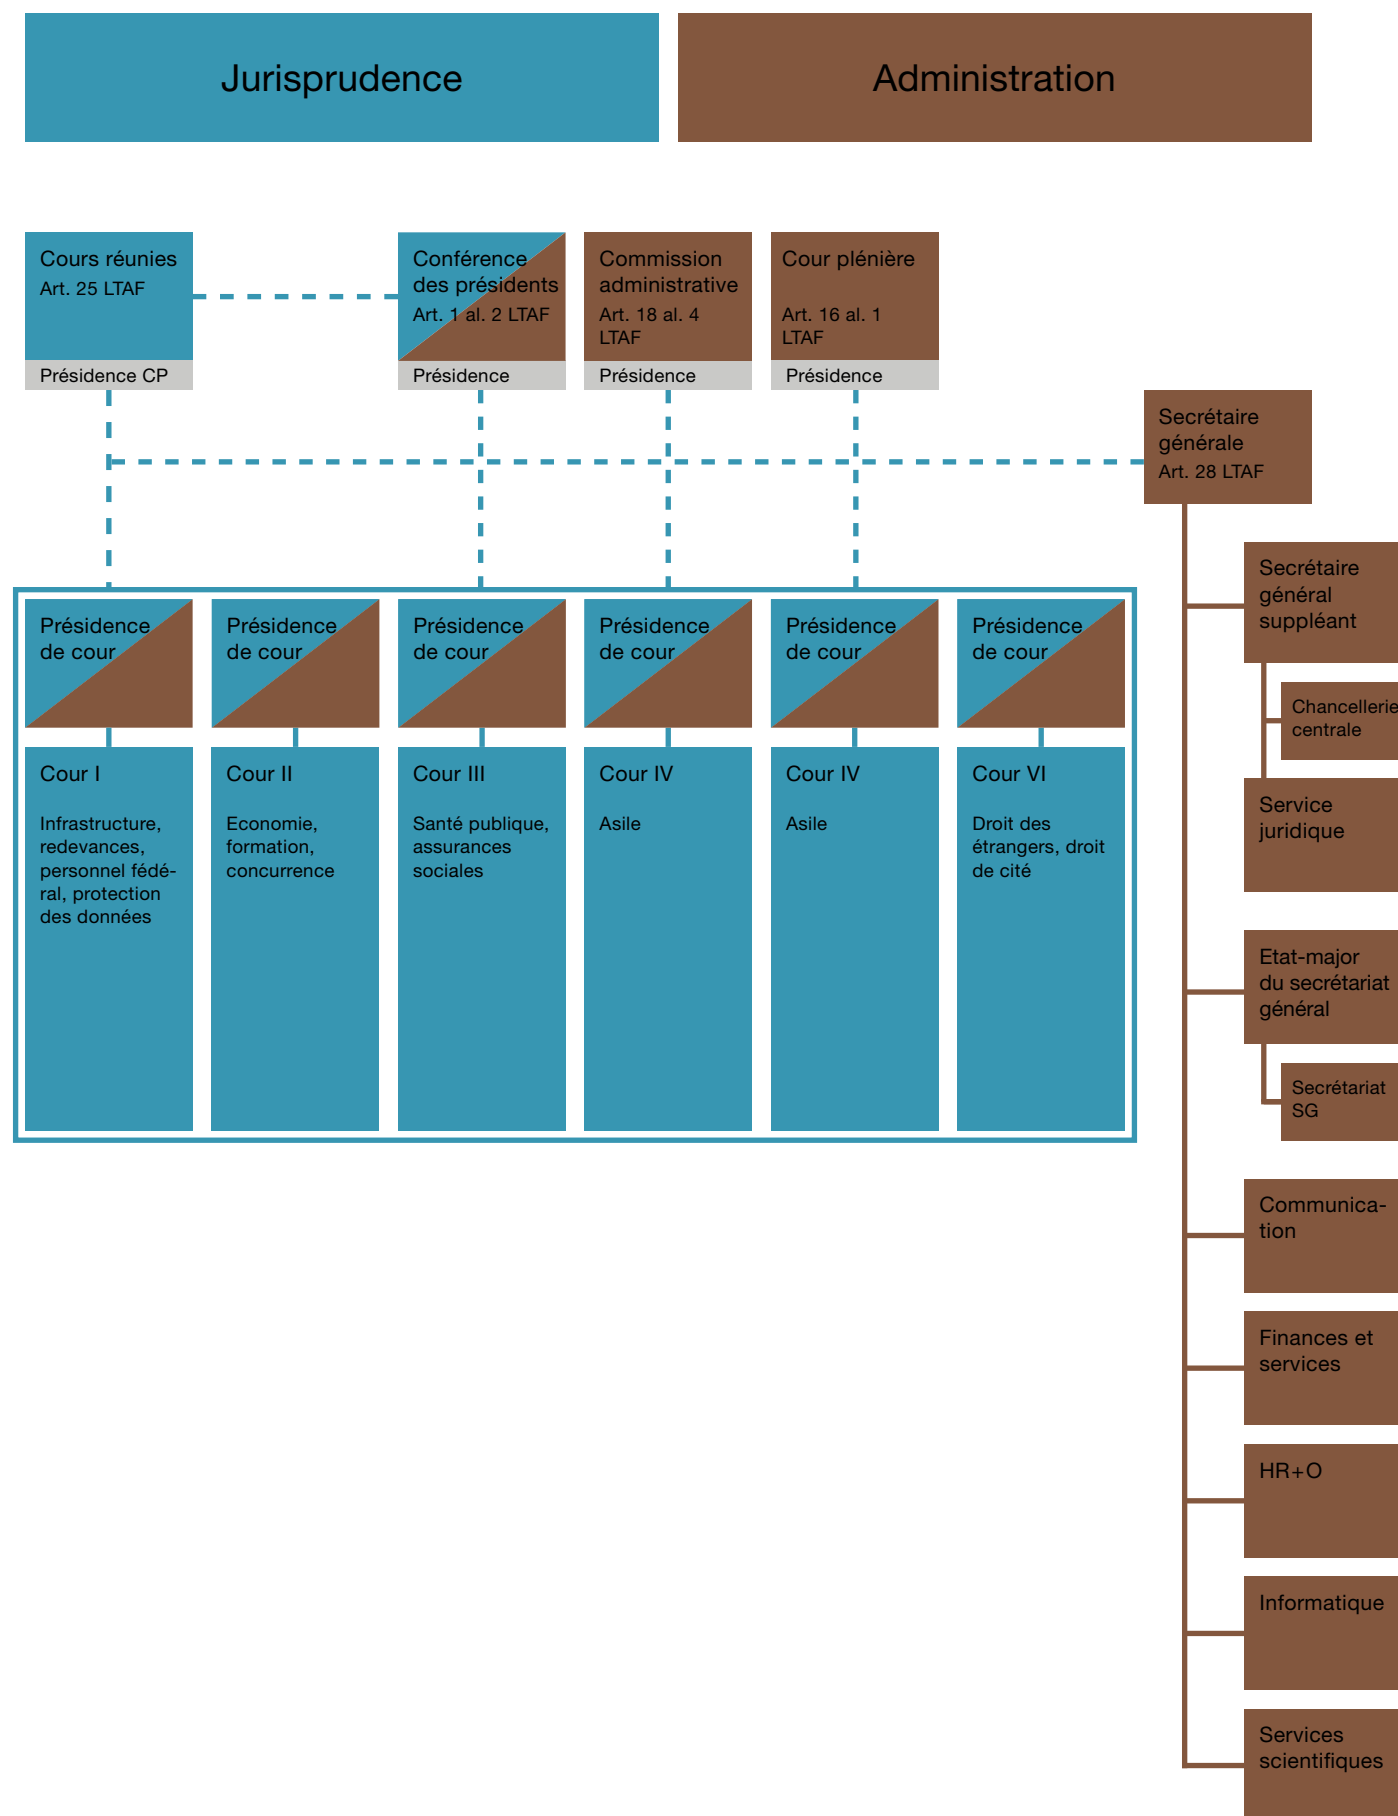 Jurisprudence
Administration
Cours réunies
Art. 25 LTAF
Présidence CP
Conférence
des présidents
Art. 1 al. 2 LTAF
Présidence
Commission
administrative
Art. 18 al. 4
LTAF
Présidence
Cour plénière
Art. 16 al. 1
LTAF
Présidence
Secrétaire
générale
Art. 28 LTAF
Présidence
de cour
Présidence
de cour
Présidence
de cour
Présidence
de cour
Présidence
de cour
Présidence
de cour
Cour I
Infrastructure,
redevances,
personnel fédé-
ral, protection
des données
Cour II
Economie,
formation,
concurrence
Cour III
Santé publique,
assurances
sociales
Cour IV
Asile
Cour IV
Asile
Cour VI
Droit des
étrangers, droit
de cité
Secrétaire
général
suppléant
Chancellerie
centrale
Service
juridique
Etat-major
du secrétariat
général
Secrétariat
SG
Communica-
tion
Finances et
services
HR+O
Informatique
Services
scientifiques